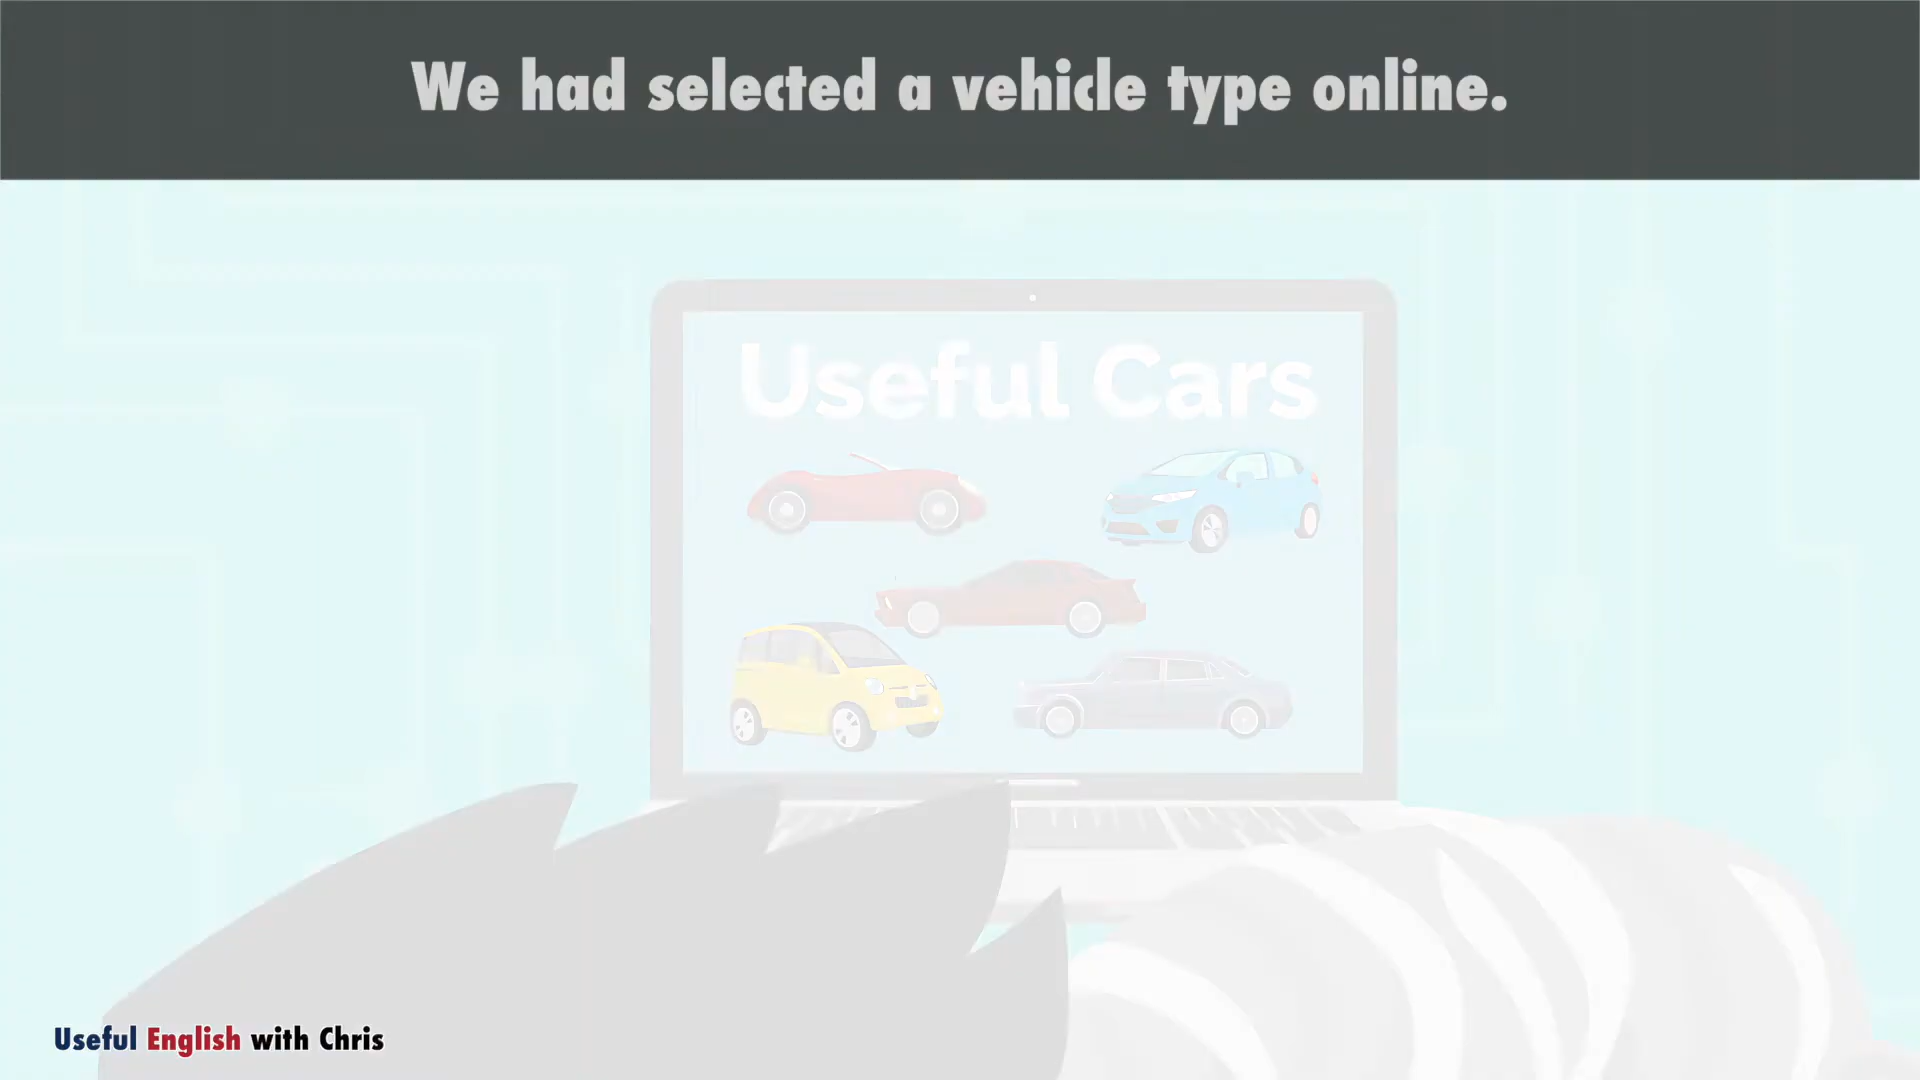 We had selected a vehicle type online.
Useful Cars
Useful English with Chris